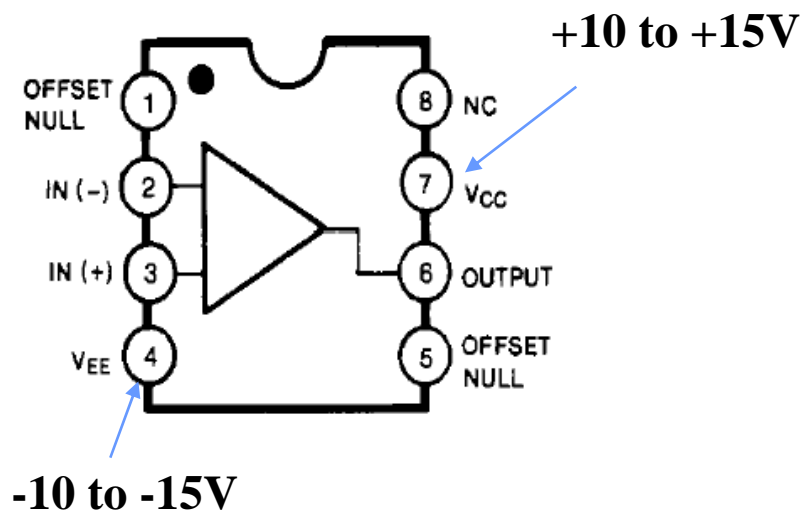 +10 to +15V
OFFSET
NULL
1
8
NC
IN (–)
2
7
VCC
IN (+)
3
6
OUTPUT
VEE
4
5
OFFSET
NULL
-10 to -15V